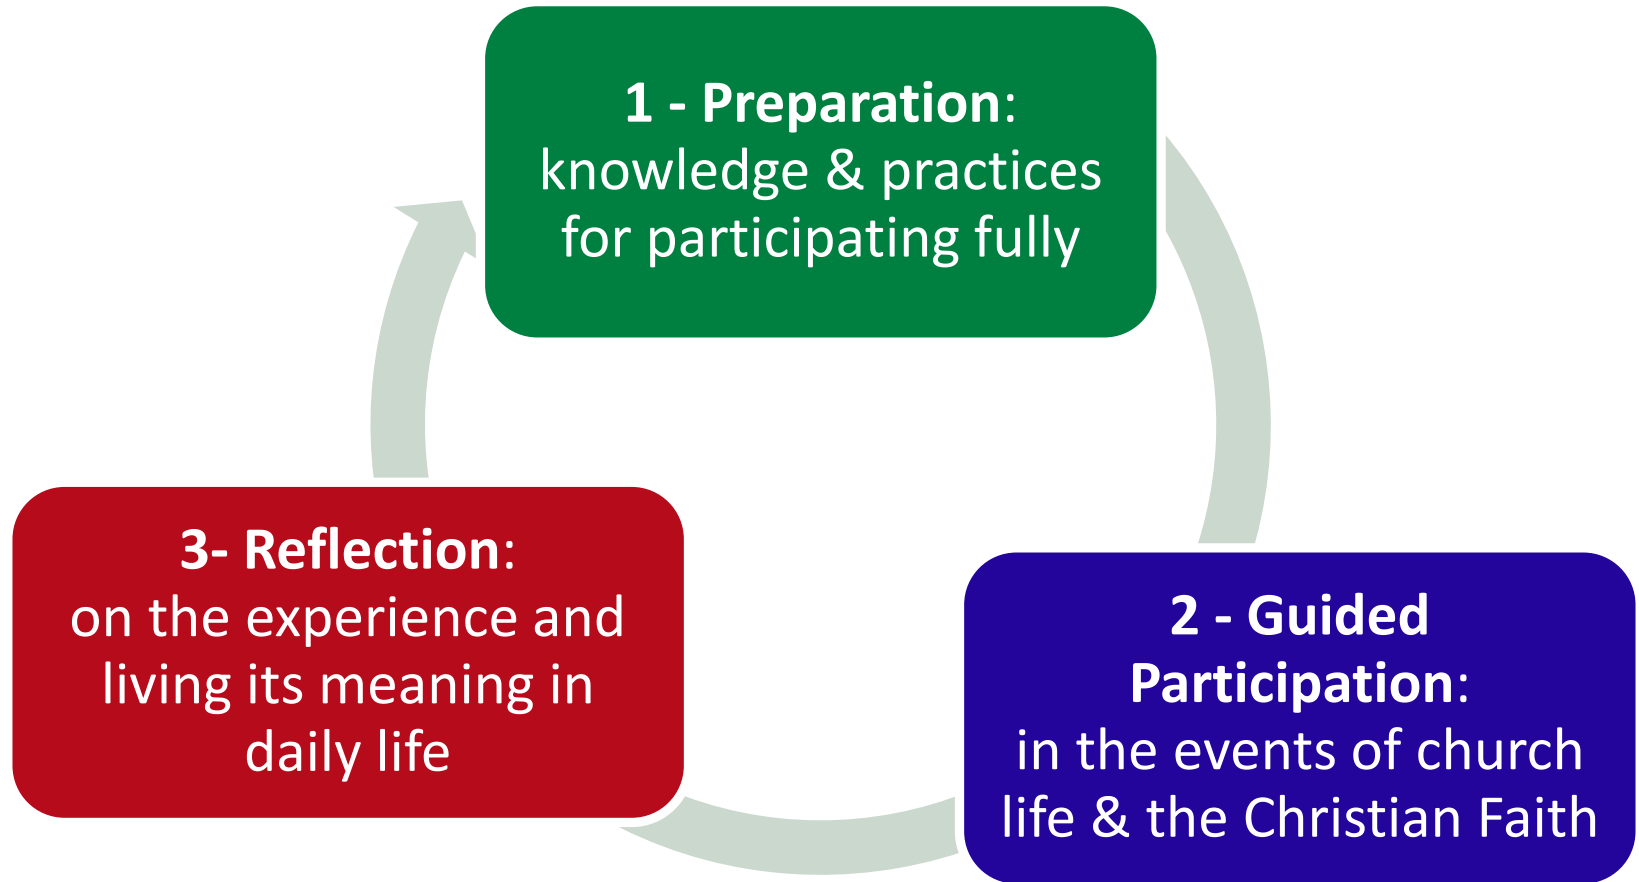 1 - Preparation:
knowledge & practices
for participating fully
2 - Guided
Participation:
in the events of church
life & the Christian Faith
3- Reflection:
on the experience and
living its meaning in
daily life